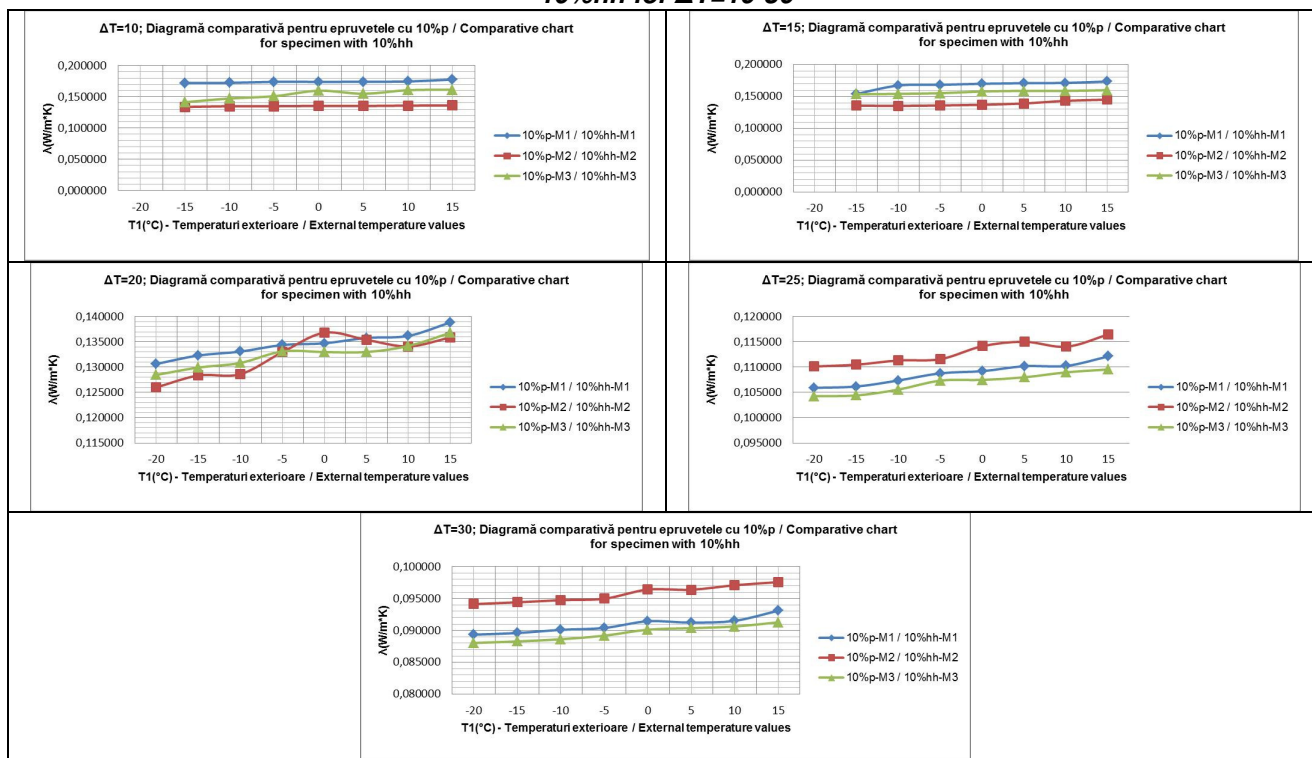 10%hh for ΔT=10-30
ΔT=10; Diagramă comparativă pentru epruvetele cu 10%p / Comparative chart
for specimen with 10%hh
0,200000
0,150000
0,100000
0,050000
0,000000
λ(W/m*K)
-20 -15 -10 -5 0 5 10 15
T1(°C) - Temperaturi exterioare / External temperature values
10%p-M1 / 10%hh-M1
10%p-M2 / 10%hh-M2
10%p-M3 / 10%hh-M3
ΔT=15; Diagramă comparativă pentru epruvetele cu 10%p / Comparative chart
for specimen with 10%hh
0,200000
0,150000
0,100000
0,050000
0,000000
λ(W/m*K)
-20 -15 -10 -5 0 5 10 15
T1(°C) - Temperaturi exterioare / External temperature values
10%p-M1 / 10%hh-M1
10%p-M2 / 10%hh-M2
10%p-M3 / 10%hh-M3
ΔT=20; Diagramă comparativă pentru epruvetele cu 10%p / Comparative chart
for specimen with 10%hh
0,140000
0,135000
0,130000
0,125000
0,120000
0,115000
λ(W/m*K)
-20 -15 -10 -5 0 5 10 15
T1(°C) - Temperaturi exterioare / External temperature values
10%p-M1 / 10%hh-M1
10%p-M2 / 10%hh-M2
10%p-M3 / 10%hh-M3
ΔT=25; Diagramă comparativă pentru epruvetele cu 10%p / Comparative chart
for specimen with 10%hh
0,120000
0,115000
0,110000
0,105000
0,100000
0,095000
λ(W/m*K)
-20 -15 -10 -5 0 5 10 15
T1(°C) - Temperaturi exterioare / External temperature values
10%p-M1 / 10%hh-M1
10%p-M2 / 10%hh-M2
10%p-M3 / 10%hh-M3
ΔT=30; Diagramă comparativă pentru epruvetele cu 10%p / Comparative chart
for specimen with 10%hh
0,100000
0,095000
0,090000
0,085000
0,080000
λ(W/m*K)
-20 -15 -10 -5 0 5 10 15
T1(°C) - Temperaturi exterioare / External temperature values
10%p-M1 / 10%hh-M1
10%p-M2 / 10%hh-M2
10%p-M3 / 10%hh-M3